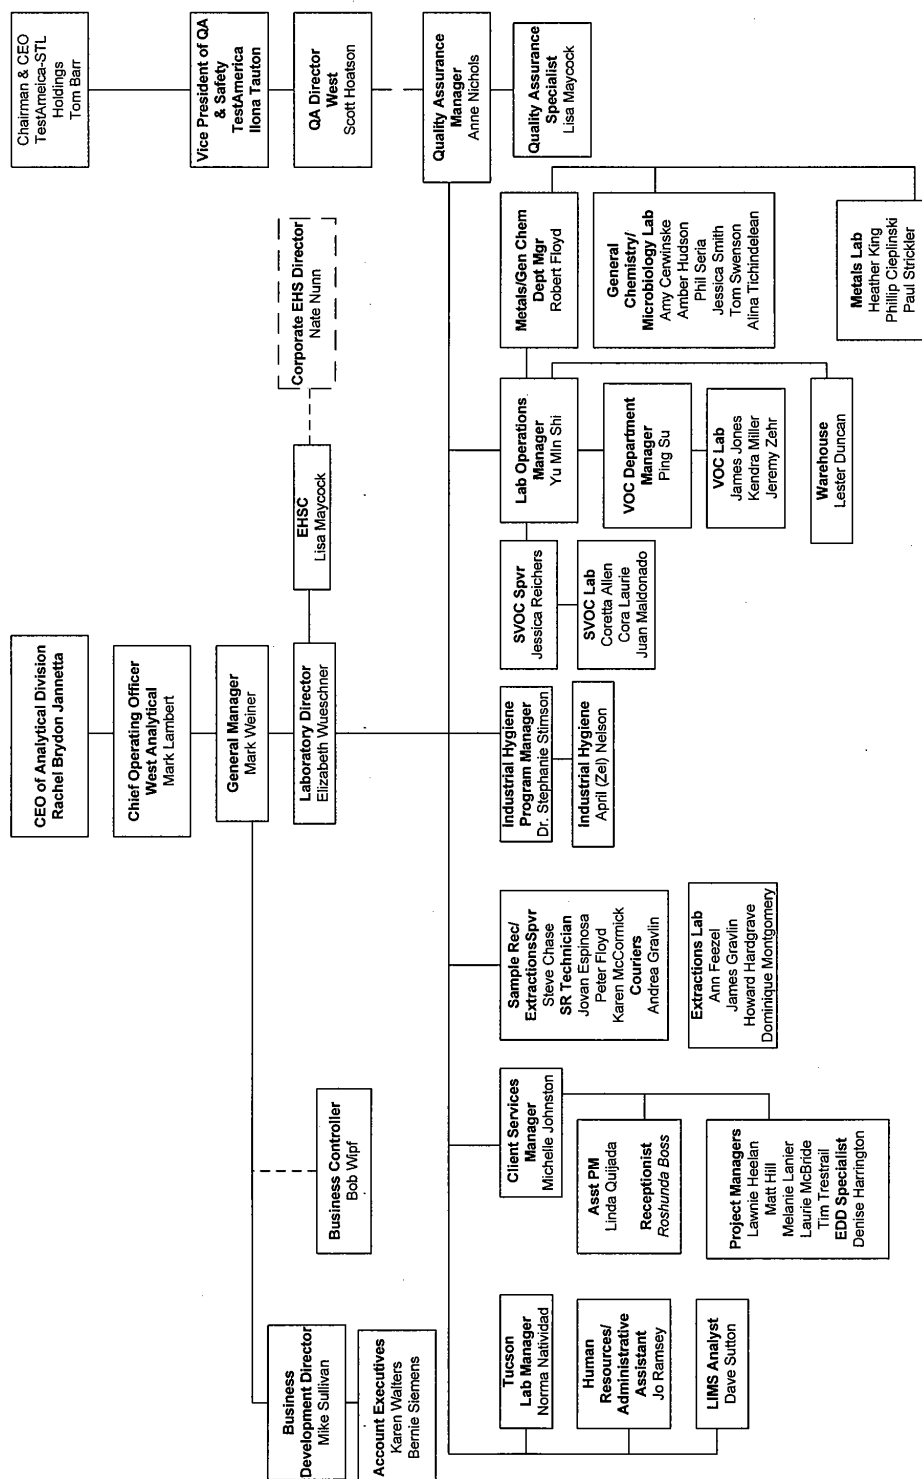 Chairman & CEO
TestAmeica-STL
Holdings
Tom Barr
Vice President of QA
& Safety
TestAmerica
Ilona Tauton
QA Director
West
Scott Hoatson
Quality Assurance
Manager
Anne Nichols
Quality Assurance
Specialist
Lisa Maycock
CEO of Analytical Division
Rachel Brydon Jannetta
Chief Operating Officer
West Analytical
Mark Lambert
General Manager
Mark Weiner
Laboratory Director
Elizabeth Wueschner
EHSC
Lisa Maycock
Corporate EHS Director
Nate Nunn
Business Controller
Bob Wipf
Business
Development Director
Mike Sullivan
Account Executives
Karen Walters
Bernie Siemens
Tucson
Lab Manager
Norma Natividad
Human
Resources/
Administrative
Assistant
Jo Ramsey
LIMS Analyst
Dave Sutton
Client Services
Manager
Michelle Johnston
Asst PM
Linda Quijada
Receptionist
Roshunda Boss
Project Managers
Lawnie Heelan
Matt Hill
Melanie Lanier
Laurie McBride
Tim Trestrail
EDD Specialist
Denise Harrington
Sample Rec/
ExtractionsSpvr
Steve Chase
SR Technician
Jovan Espinosa
Peter Floyd
Karen McCormick
Couriers
Andrea Gravlin
Extractions Lab
Ann Feezel
James Gravlin
Howard Hardgrave
Dominique Montgomery
Industrial Hygiene
Program Manager
Dr. Stephanie Stimson
Industrial Hygiene
April (Zel) Nelson
SVOC Spvr
Jessica Reichers
SVOC Lab
Coretta Allen
Cora Laurie
Juan Maldonado
Lab Operations
Manager
Yu MIn Shi
VOC Department
Manager
Ping Su
VOC Lab
James Jones
Kendra Miller
Jeremy Zehr
Warehouse
Lester Duncan
Metals/Gen Chem
Dept Mgr
Robert Floyd
General
Chemistry/
Microbiology Lab
Amy Cerwinske
Amber Hudson
Phil Seria
Jessica Smith
Tom Swenson
Alina Tichindelean
Metals Lab
Heather King
Phillip Cieplinski
Paul Strickler